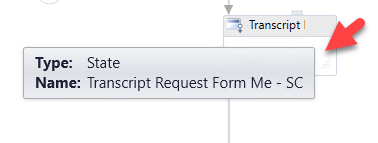 Transcript
Type: State
Name: Transcript Request Form Me - SC